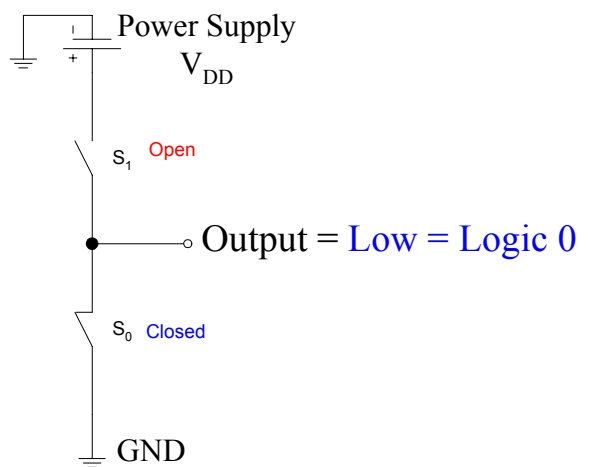 -
Power Supply
+
V_DD
S_1 Open
Output = Low = Logic 0
S_0 Closed
GND